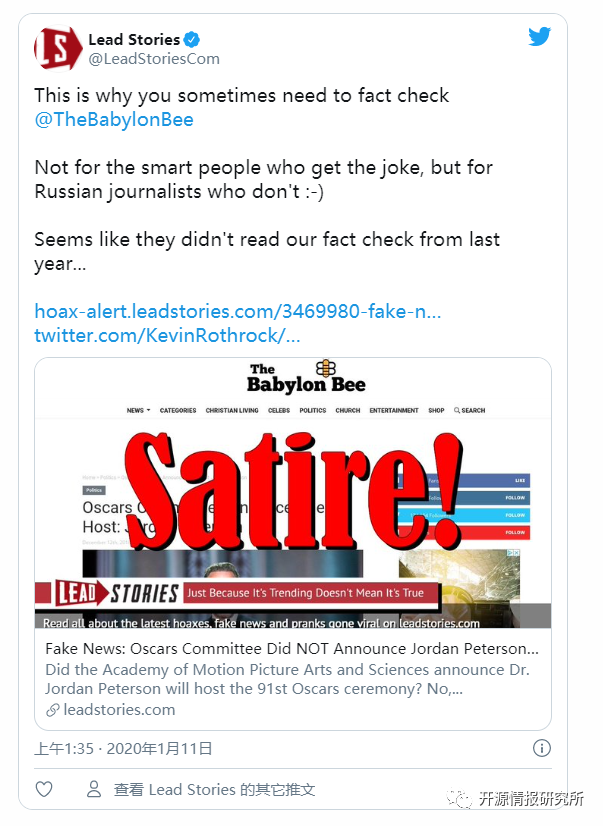 Lead Stories
@LeadStoriesCom
This is why you sometimes need to fact check
@TheBabylonBee
Not for the smart people who get the joke, but for
Russian journalists who don't :-)
Seems like they didn't read our fact check from last
year...
hoax-alert.leadstories.com/3469980-fake-n...
twitter.com/KevinRothrock/...
The
Babylon Bee
NEWS CATEGORIES CHRISTIAN LIVING CELEBS POLITICS CHURCH ENTERTAINMENT SHOP SEARCH
Satire!
Politics
LIKE
Oscars
FOLLOW
Host:
FOLLOW
FOLLOW
LEAD STORIES Just Because It's Trending Doesn't Mean It's True
Read all about the latest hoaxes, fake news and pranks gone viral on leadstories.com
Fake News: Oscars Committee Did NOT Announce Jordan Peterson...
Did the Academy of Motion Picture Arts and Sciences announce Dr.
Jordan Peterson will host the 91st Oscars ceremony? No,...
leadstories.com
上午1:35 · 2020年1月11日
查看 Lead Stories 的其它推文
开源情报研究所